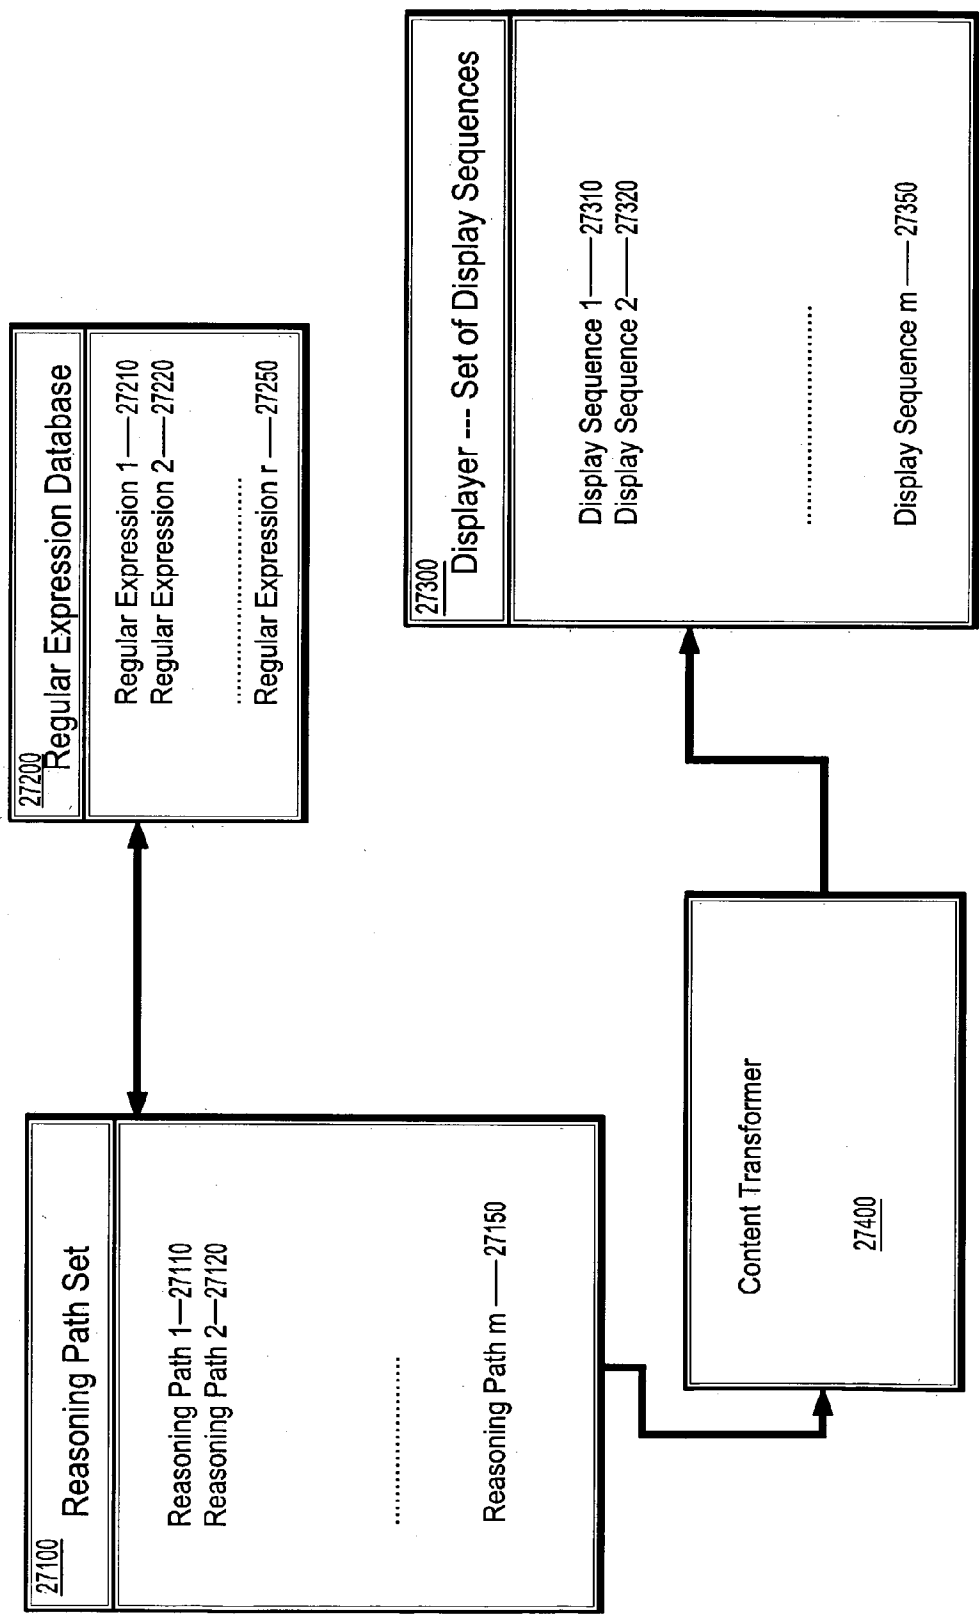 27100
Reasoning Path Set
Reasoning Path 1—27110
Reasoning Path 2—27120
..............................
Reasoning Path m ——27150
27200
Regular Expression Database
Regular Expression 1 ——27210
Regular Expression 2——27220
..............................
Regular Expression r ——27250
Content Transformer
27400
27300
Displayer --- Set of Display Sequences
Display Sequence 1——27310
Display Sequence 2——27320
..............................
Display Sequence m ——27350